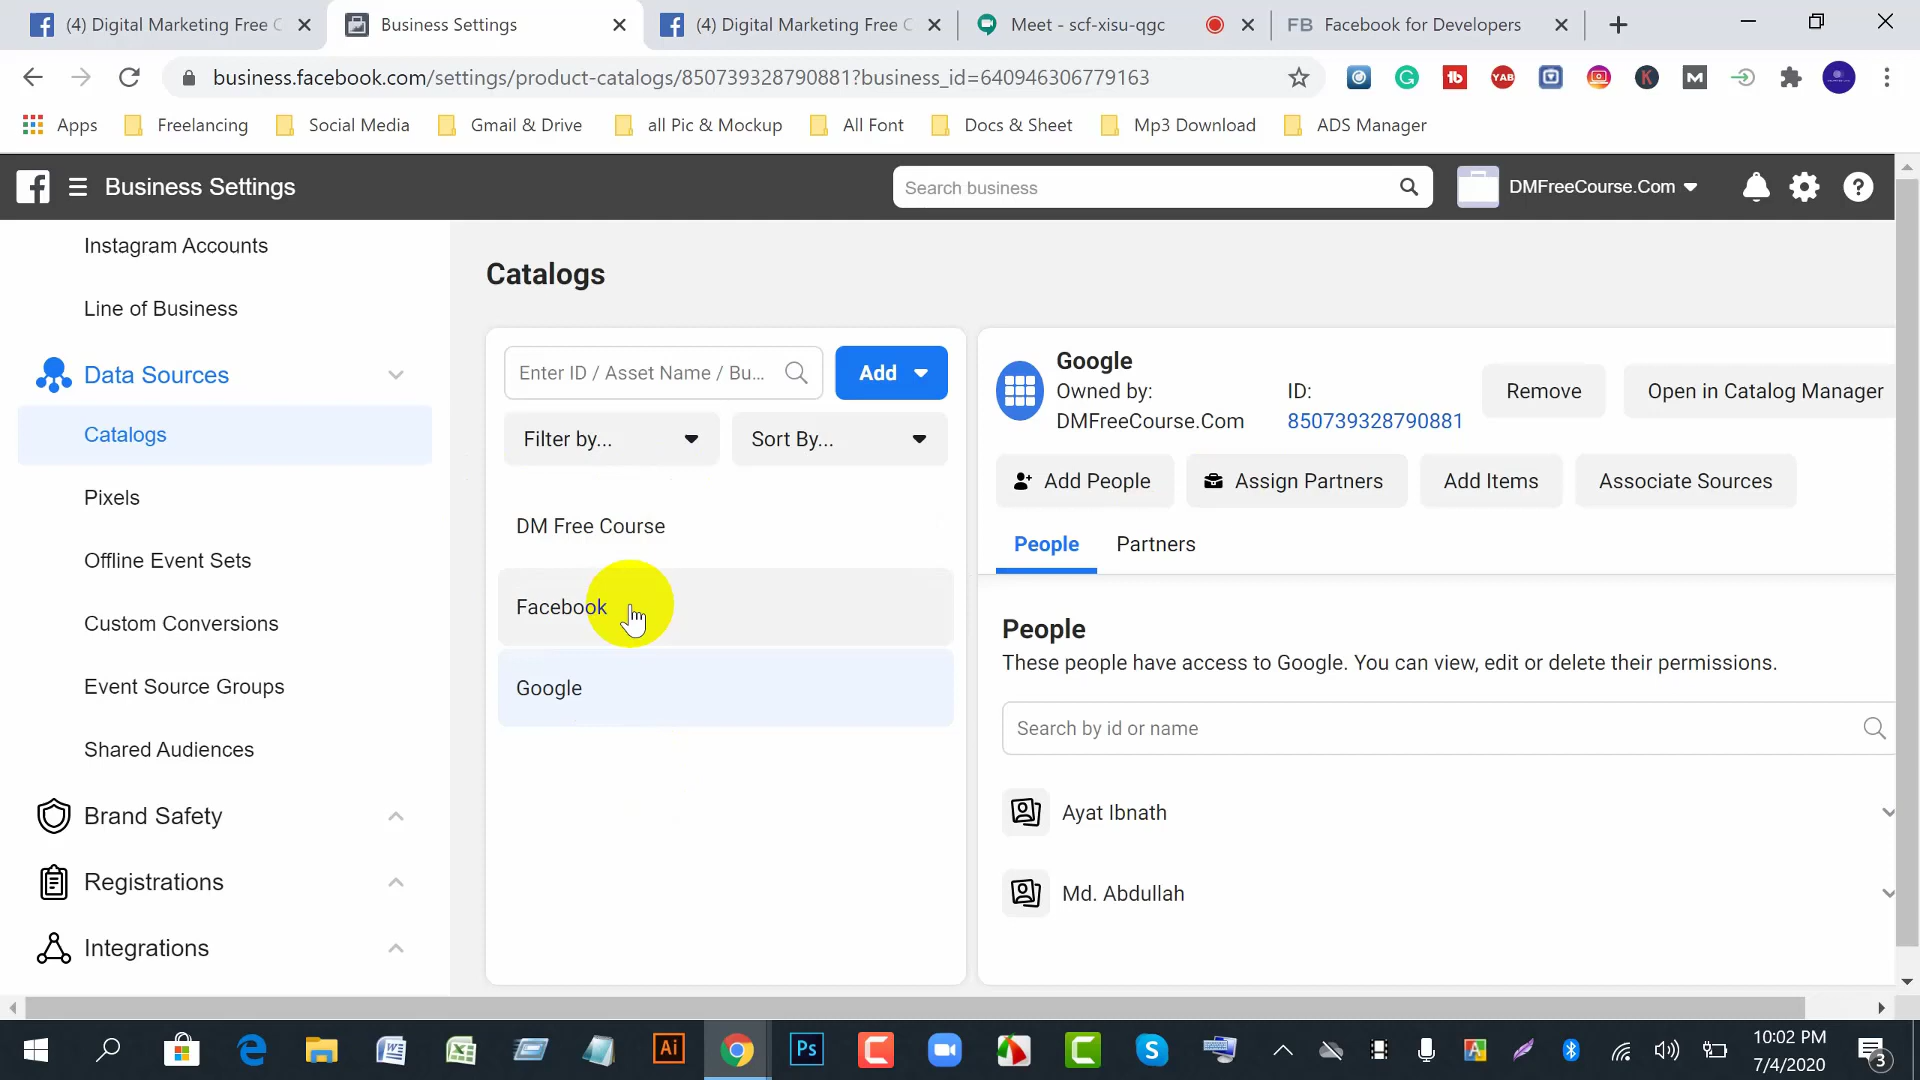 (4) Digital Marketing Free C
Business Settings
(4) Digital Marketing Free C
Meet - scf-xisu-qgc
FB Facebook for Developers
business.facebook.com/settings/product-catalogs/850739328790881?business_id=640946306779163
Apps
Freelancing
Social Media
Gmail & Drive
all Pic & Mockup
All Font
Docs & Sheet
Mp3 Download
ADS Manager
Business Settings
Search business
DMFreeCourse.Com
Instagram Accounts
Line of Business
Data Sources
Catalogs
Pixels
Offline Event Sets
Custom Conversions
Event Source Groups
Shared Audiences
Brand Safety
Registrations
Integrations
Catalogs
Enter ID / Asset Name / Bu...
Add
Filter by...
Sort By...
DM Free Course
Facebook
Google
Google
Owned by:
DMFreeCourse.Com
ID:
850739328790881
Remove
Open in Catalog Manager
Add People
Assign Partners
Add Items
Associate Sources
People
Partners
People
These people have access to Google. You can view, edit or delete their permissions.
Search by id or name
Ayat Ibnath
Md. Abdullah
10:02 PM
7/4/2020
3